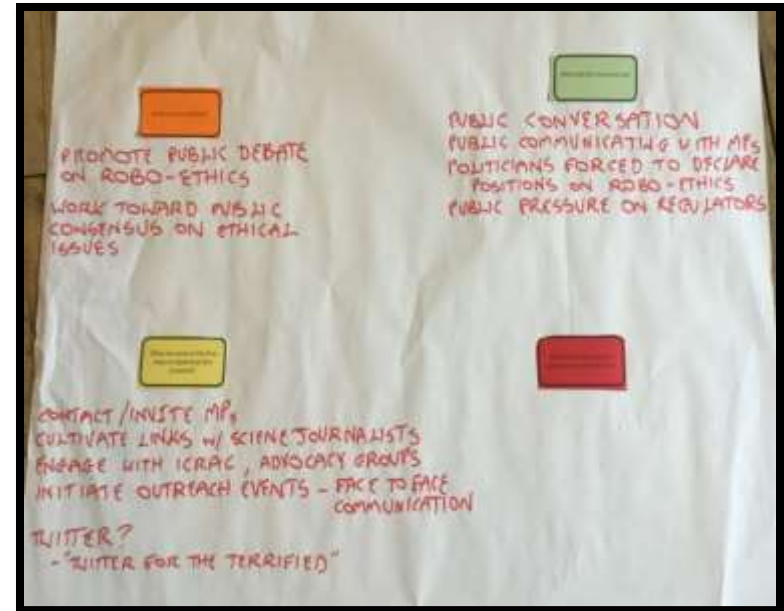 PROMOTE PUBLIC DEBATE
ON ROBO-ETHICS
WORK TOWARD PUBLIC
CONSENSUS ON ETHICAL
ISSUES
PUBLIC CONVERSATION
PUBLIC COMMUNICATING WITH MPs
POLITICIANS FORCED TO DECLARE
POSITIONS ON ROBO-ETHICS
PUBLIC PRESSURE ON REGULATORS
CONTACT/INVITE MPs
CULTIVATE LINKS w/ SCIENE JOURNALISTS
ENGAGE WITH ICRAC, ADVOCACY GROUPS
INITIATE OUTREACH EVENTS - FACE TO FACE
COMMUNICATION
TWITTER?
- "TWITTER FOR THE TERRIFIED"